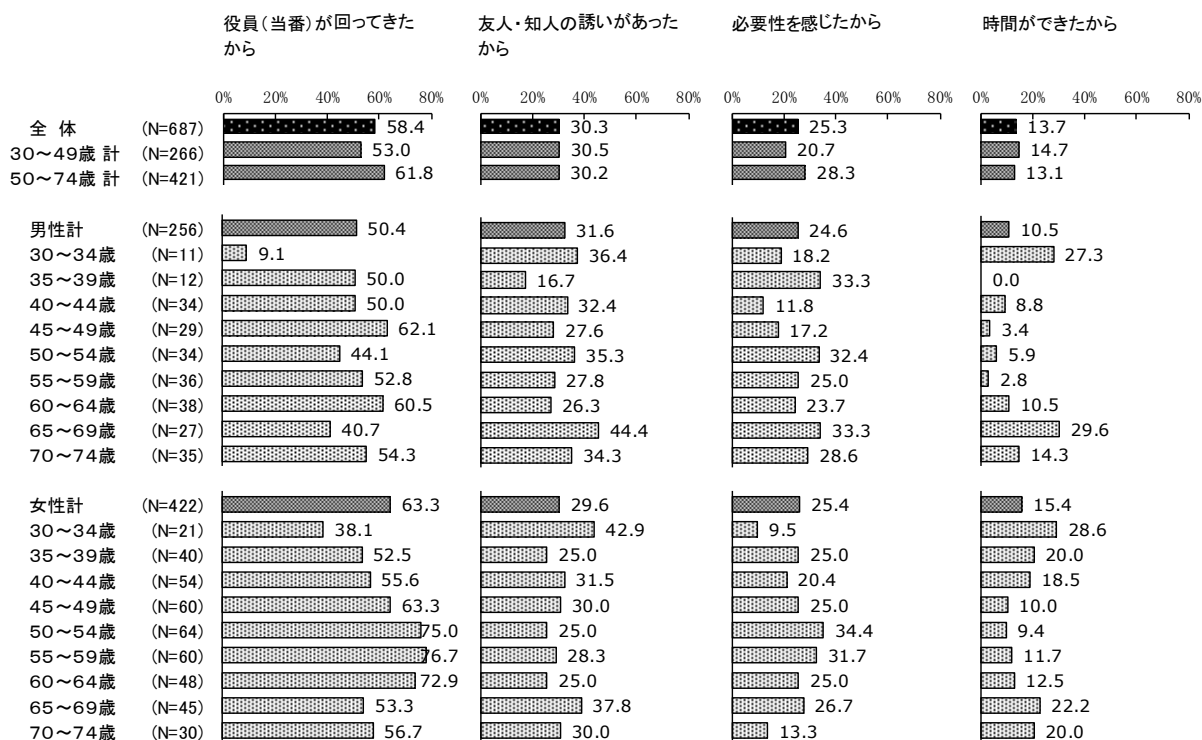 役員(当番)が回ってきたから 友人・知人の誘いがあったから 必要性を感じたから 時間ができたから
0% 20% 40% 60% 80% 0% 20% 40% 60% 80% 0% 20% 40% 60% 80% 0% 20% 40% 60% 80%
全 体 (N=687) 58.4 30.3 25.3 13.7
30～49歳 計 (N=266) 53.0 30.5 20.7 14.7
50～74歳 計 (N=421) 61.8 30.2 28.3 13.1
男性計 (N=256) 50.4 31.6 24.6 10.5
30～34歳 (N=11) 9.1 36.4 18.2 27.3
35～39歳 (N=12) 50.0 16.7 33.3 0.0
40～44歳 (N=34) 50.0 32.4 11.8 8.8
45～49歳 (N=29) 62.1 27.6 17.2 3.4
50～54歳 (N=34) 44.1 35.3 32.4 5.9
55～59歳 (N=36) 52.8 27.8 25.0 2.8
60～64歳 (N=38) 60.5 26.3 23.7 10.5
65～69歳 (N=27) 40.7 44.4 33.3 29.6
70～74歳 (N=35) 54.3 34.3 28.6 14.3
女性計 (N=422) 63.3 29.6 25.4 15.4
30～34歳 (N=21) 38.1 42.9 9.5 28.6
35～39歳 (N=40) 52.5 25.0 25.0 20.0
40～44歳 (N=54) 55.6 31.5 20.4 18.5
45～49歳 (N=60) 63.3 30.0 25.0 10.0
50～54歳 (N=64) 75.0 25.0 34.4 9.4
55～59歳 (N=60) 76.7 28.3 31.7 11.7
60～64歳 (N=48) 72.9 25.0 25.0 12.5
65～69歳 (N=45) 53.3 37.8 26.7 22.2
70～74歳 (N=30) 56.7 30.0 13.3 20.0